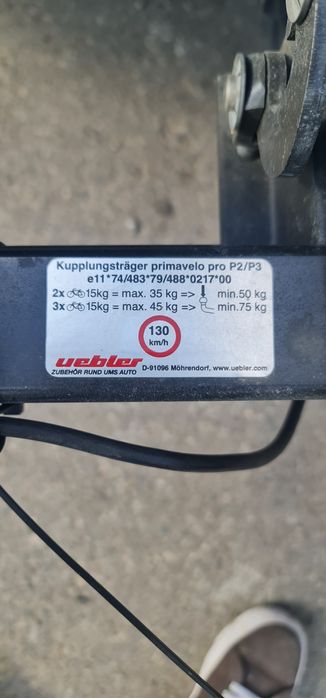 Kupplungsträger primavelo pro P2/P3
e11*74/483*79/488*0217*00
2x 15kg = max. 35 kg => min.50 kg
3x 15kg = max. 45 kg => min.75 kg
130
km/h
uebler
ZUBEHÖR RUND UMS AUTO D-91096 Möhrendorf, www.uebler.com